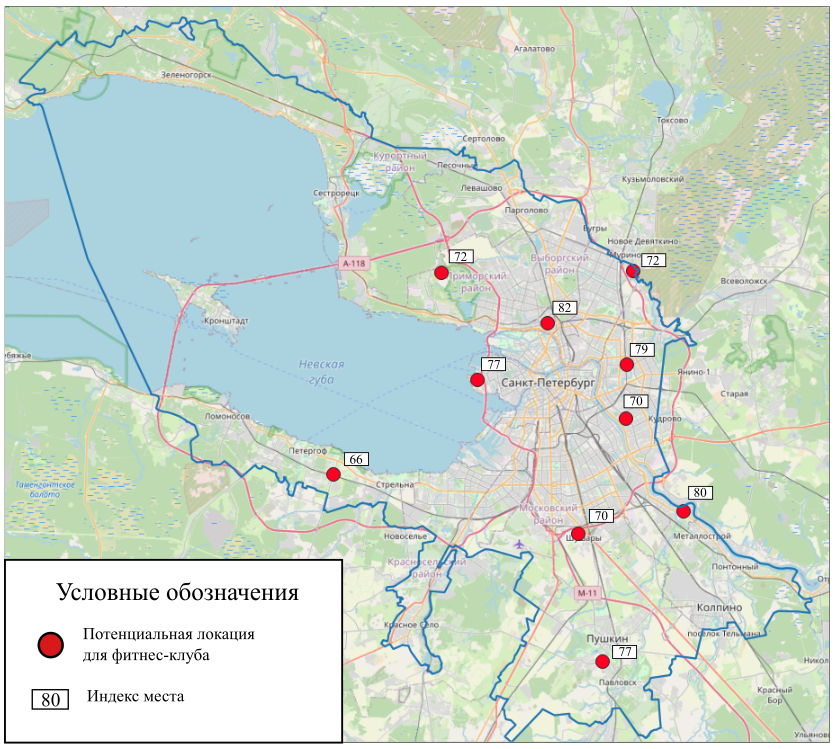 Агалатово
Зеленогорск
Токсово
Сертолово
Курортный
район
Песочный
Кузьмоловский
Левашово
Сестрорецк
Парголово
Бугры
Новое Девяткино
Мурино
72
72
Выборгский
район
А-118
Приморский
район
Всеволожск
82
Кронштадт
79
Невская
губа
77
Санкт-Петербург
Янино-1
Старая
70
Ломоносов
Кудрово
Петергоф
66
Стрельна
80
Московский
район
70
Новоселье
Шушары
Металлострой
Красносельский
район
Понтонный
М-11
Колпино
Красное Село
посёлок Тельмана
Пушкин
77
Павловск
Красный
Бор
Условные обозначения
Потенциальная локация
для фитнес-клуба
80
Индекс места